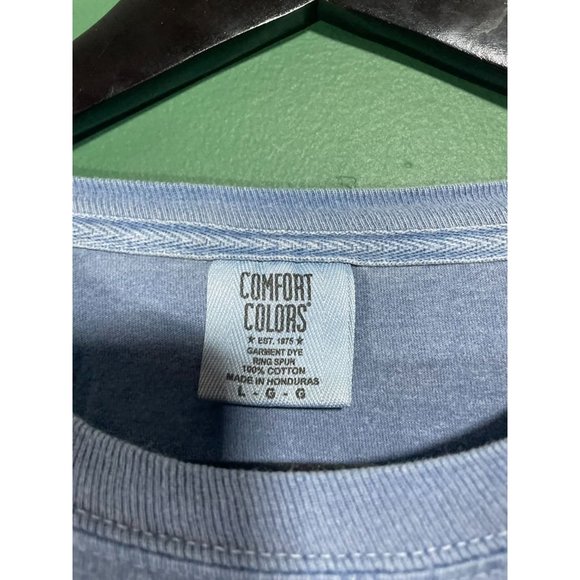 COMFORT
COLORS®
★ EST. 1975 ★
GARMENT DYE
RING SPUN
100% COTTON
MADE IN HONDURAS
L - G - G